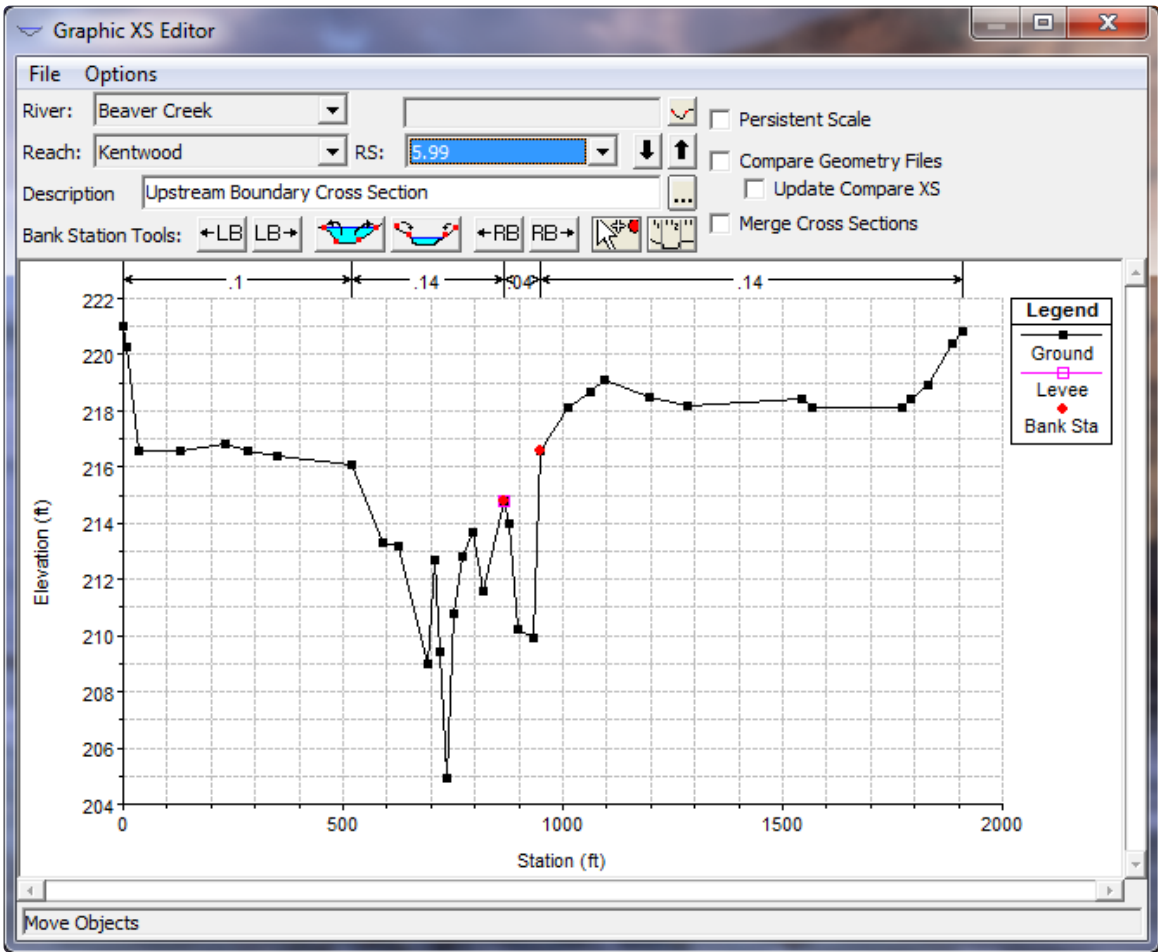 Graphic XS Editor
File Options
River: Beaver Creek
Persistent Scale
Reach: Kentwood RS: 5.99
Compare Geometry Files
Description Upstream Boundary Cross Section ...
Update Compare XS
Bank Station Tools: LB LB RB RB
Merge Cross Sections
.1 .14 .04 .14
222
220
218
216
214
212
210
208
206
204
Elevation (ft)
0 500 1000 1500 2000
Station (ft)
Legend
Ground
Levee
Bank Sta
Move Objects